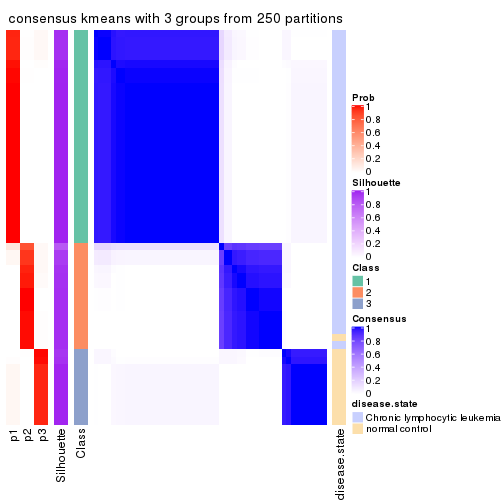 consensus kmeans with 3 groups from 250 partitions
Prob
1
0.8
0.6
0.4
0.2
0
Silhouette
1
0.8
0.6
0.4
0.2
0
Class
1
2
3
Consensus
1
0.8
0.6
0.4
0.2
0
disease.state
Chronic lymphocytic leukemia
normal control
p1
p2
p3
Silhouette
Class
disease.state